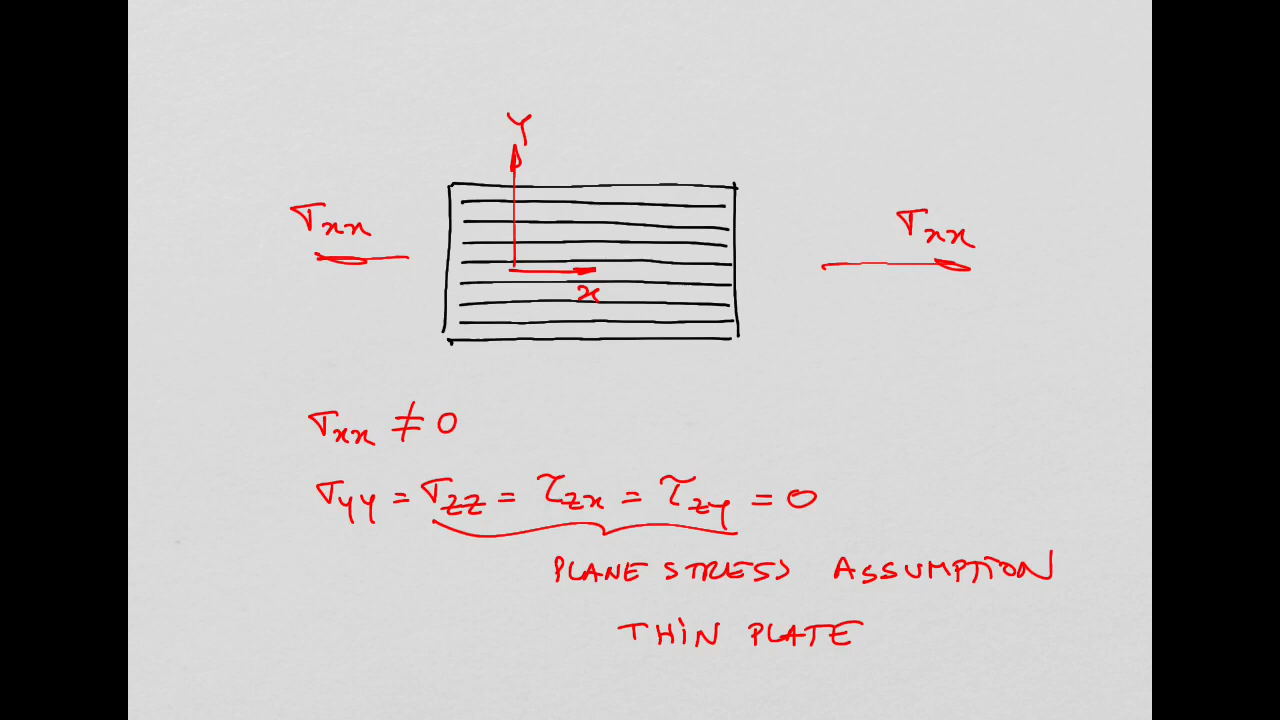 Y
σxx
σxx
x
σxx ≠ 0
σyy = σzz = τzx = τzy = 0
PLANE STRESS ASSUMPTION
THIN PLATE